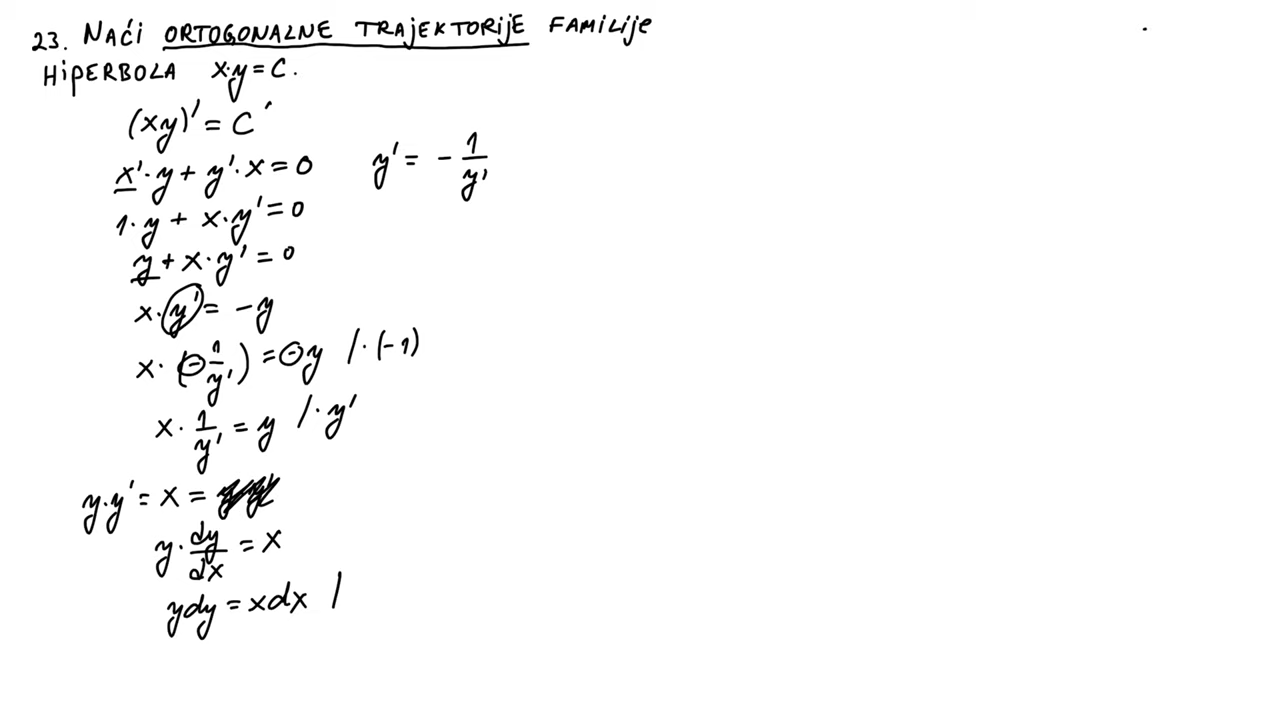 23. NAći ORTOGONALNE TRAjEKTORijE FAMILIje
HiPERBOLA x·y = C.
(xy)' = C'
x'·y + y'·x = 0
y' = - 1/y'
1·y + x·y' = 0
y + x·y' = 0
x·y' = -y
x·(-1/y') = -y /·(-1)
x·1/y' = y /·y'
y·y' = x =
y·dy/dx = x
ydy = xdx /